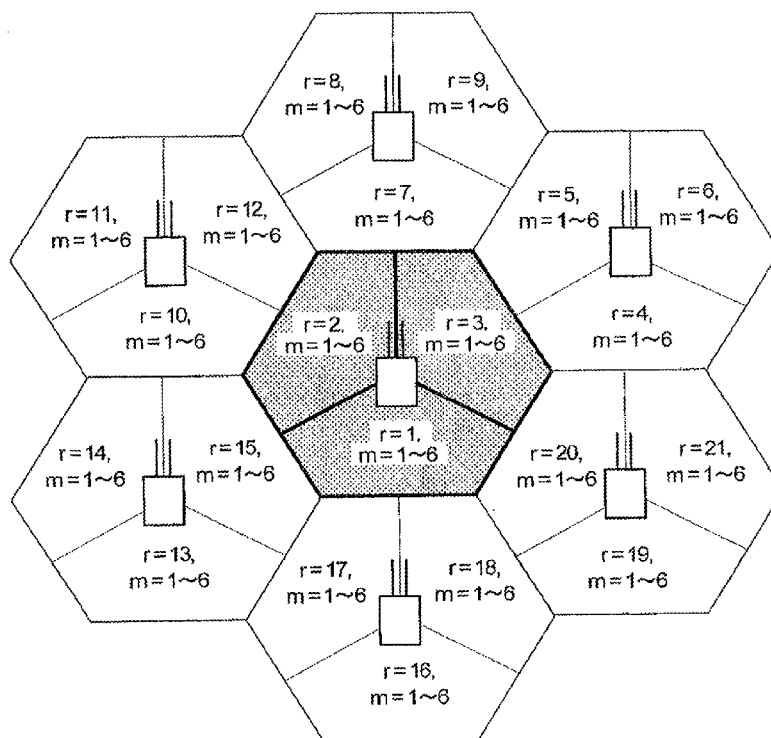 r=8,
m=1~6
r=9,
m=1~6
r=7,
m=1~6
r=11,
m=1~6
r=12,
m=1~6
r=10,
m=1~6
r=5,
m=1~6
r=6,
m=1~6
r=4,
m=1~6
r=2,
m=1~6
r=3,
m=1~6
r=1,
m=1~6
r=14,
m=1~6
r=15,
m=1~6
r=13,
m=1~6
r=20,
m=1~6
r=21,
m=1~6
r=19,
m=1~6
r=17,
m=1~6
r=18,
m=1~6
r=16,
m=1~6